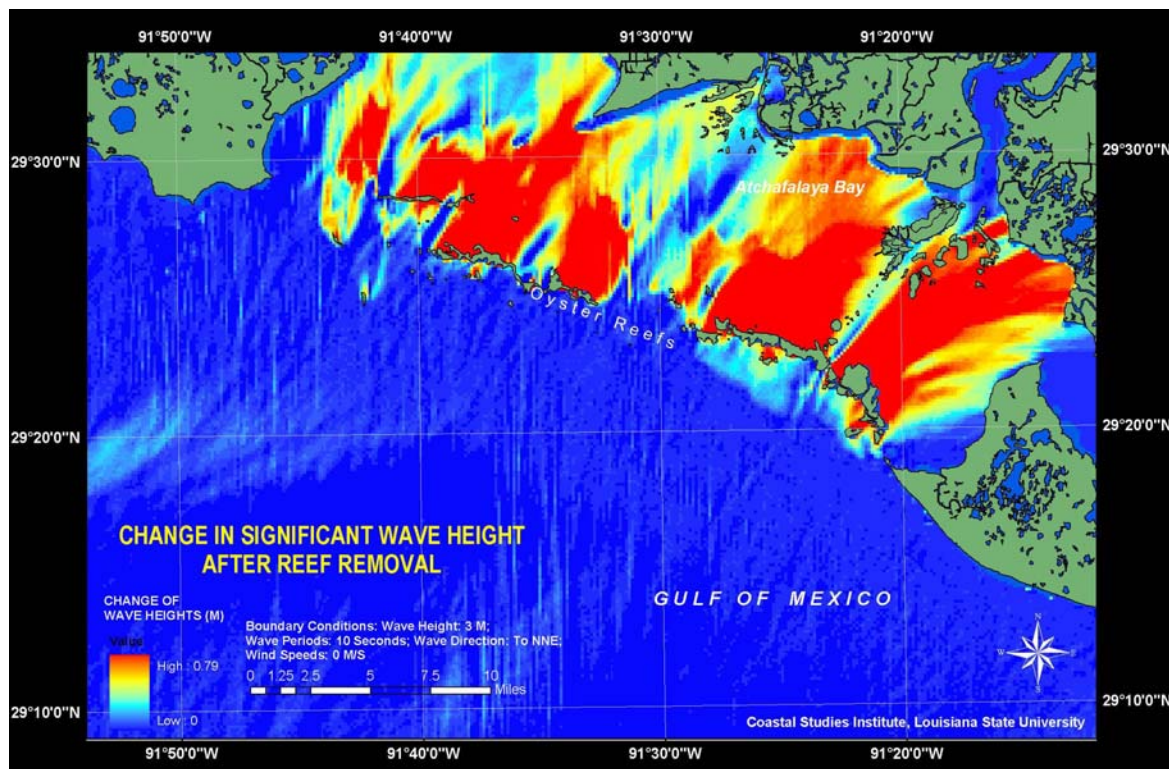 91°50'0"W 91°40'0"W 91°30'0"W 91°20'0"W
29°30'0"N 29°30'0"N
Atchafalaya Bay
Oyster Reefs
29°20'0"N 29°20'0"N
CHANGE IN SIGNIFICANT WAVE HEIGHT
AFTER REEF REMOVAL
GULF OF MEXICO
CHANGE OF
WAVE HEIGHTS (M)
Value
High : 0.79
Low : 0
Boundary Conditions: Wave Height: 3 M;
Wave Periods: 10 Seconds; Wave Direction: To NNE;
Wind Speeds: 0 M/S
0 1.25 2.5 5 7.5 10
Miles
N
W E
S
29°10'0"N 29°10'0"N
Coastal Studies Institute, Louisiana State University
91°50'0"W 91°40'0"W 91°30'0"W 91°20'0"W